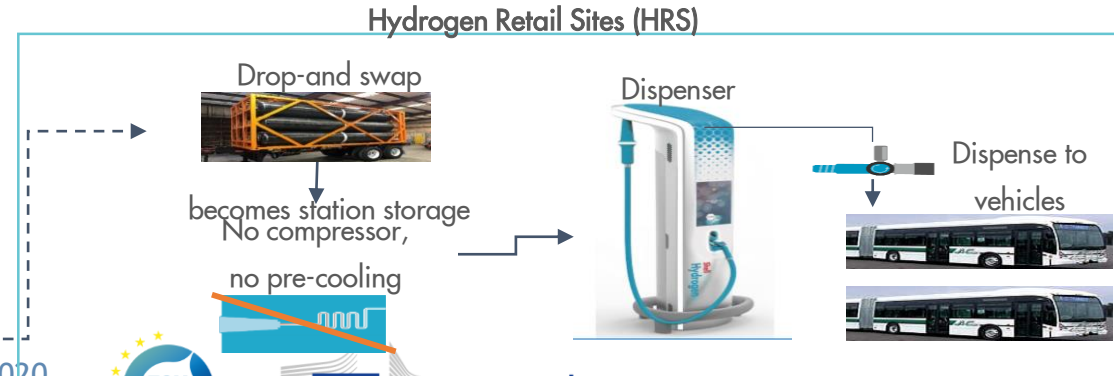 Hydrogen Retail Sites (HRS)
Drop-and swap
Dispenser
Dispense to
vehicles
becomes station storage
No compressor,
no pre-cooling
Hydrogen